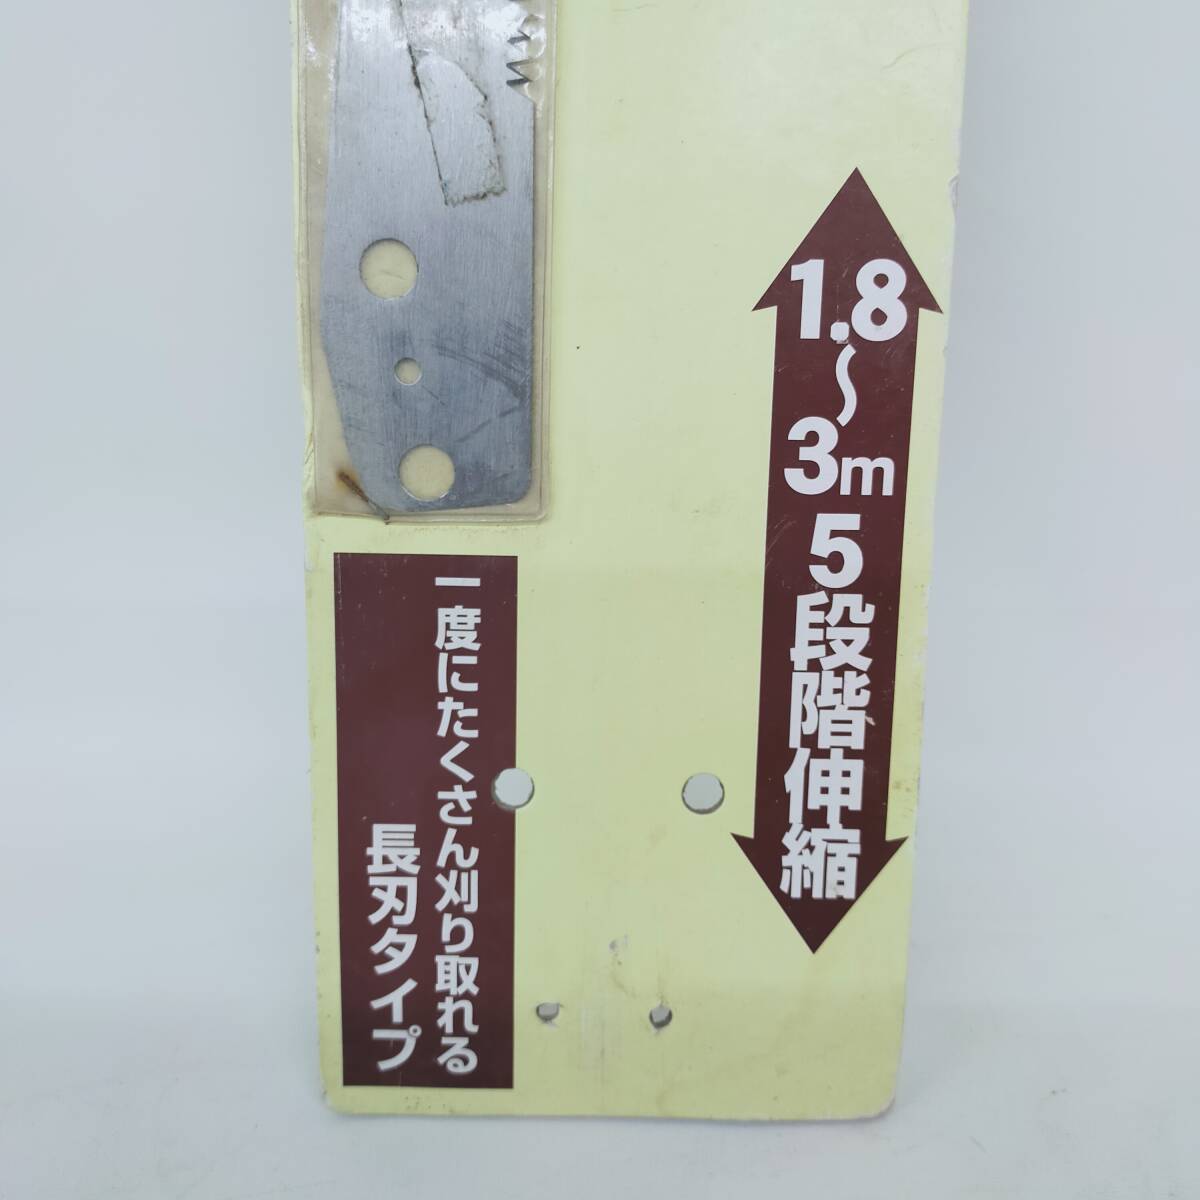 1.8
〜
3m
5段階伸縮
一度にたくさん刈り取れる
長刃タイプ